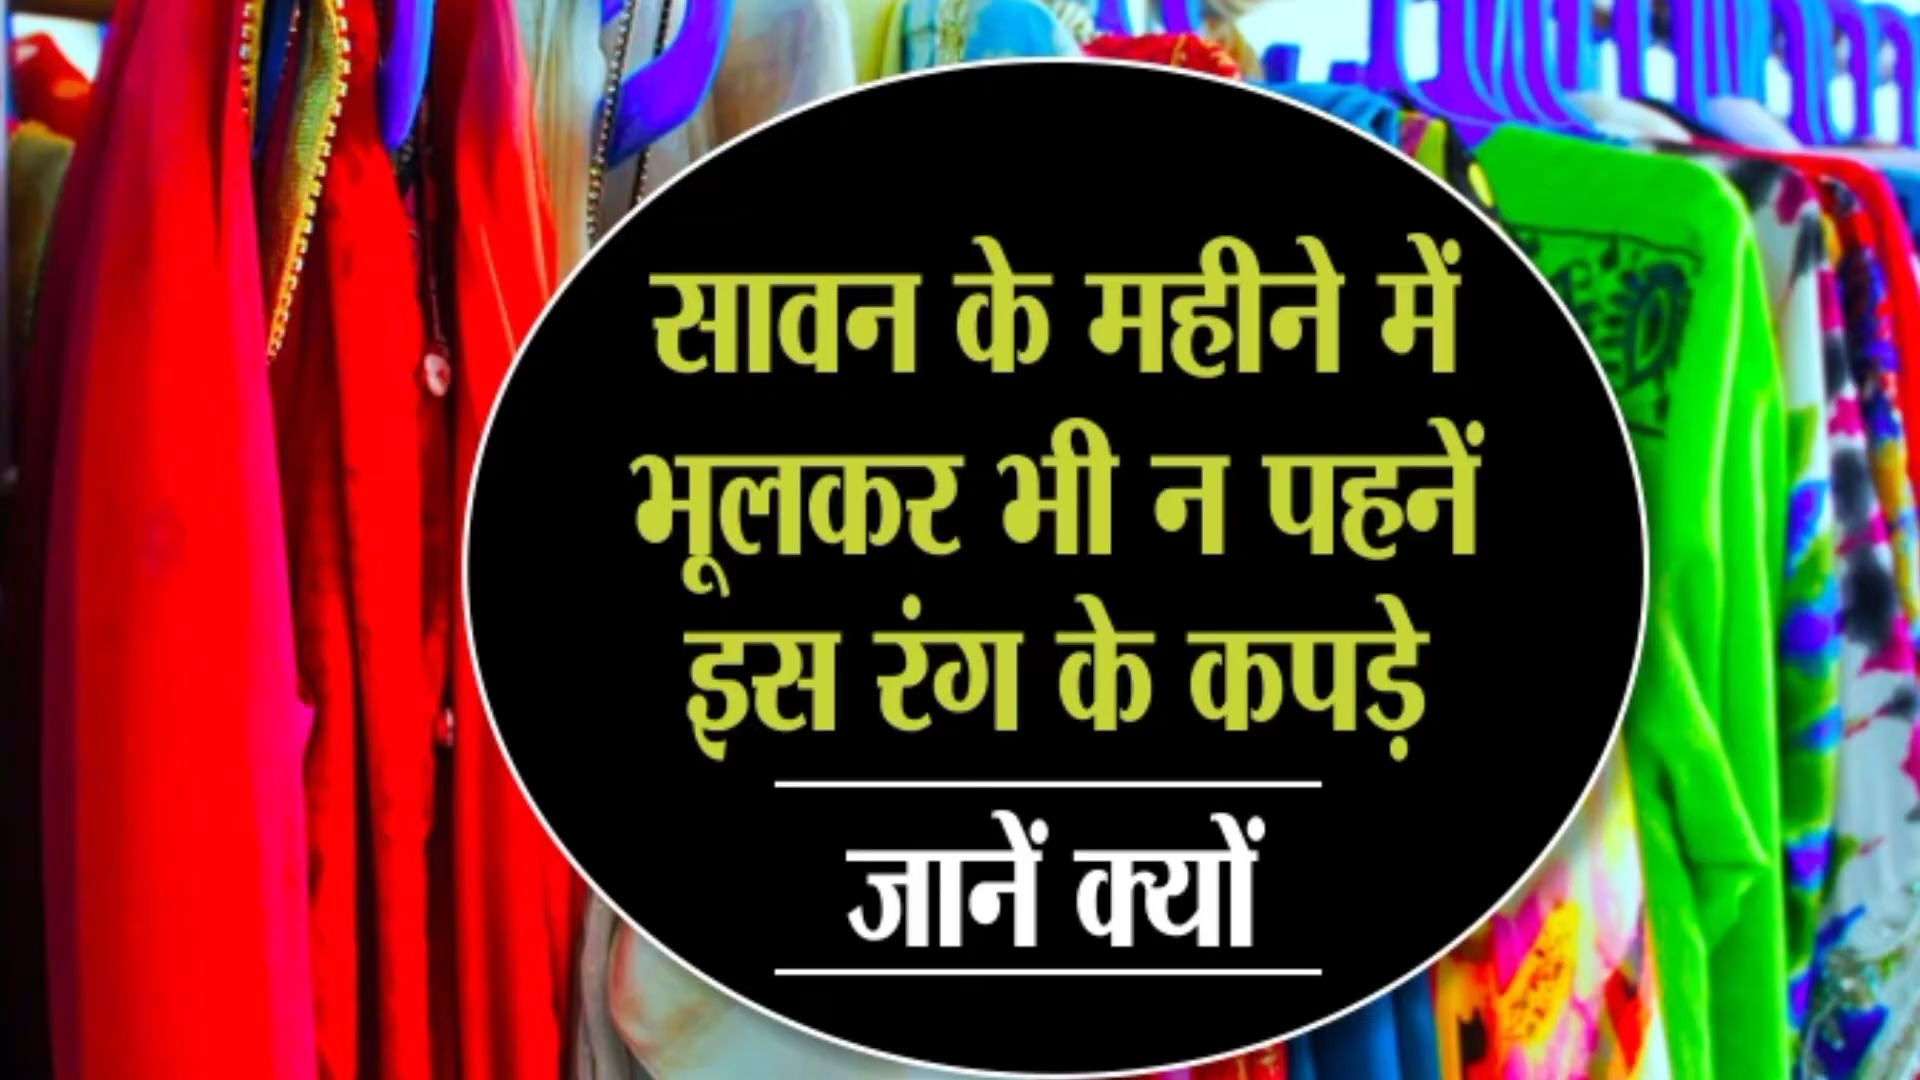 सावन के महीने में
भूलकर भी न पहनें
इस रंग के कपड़े
जानें क्यों